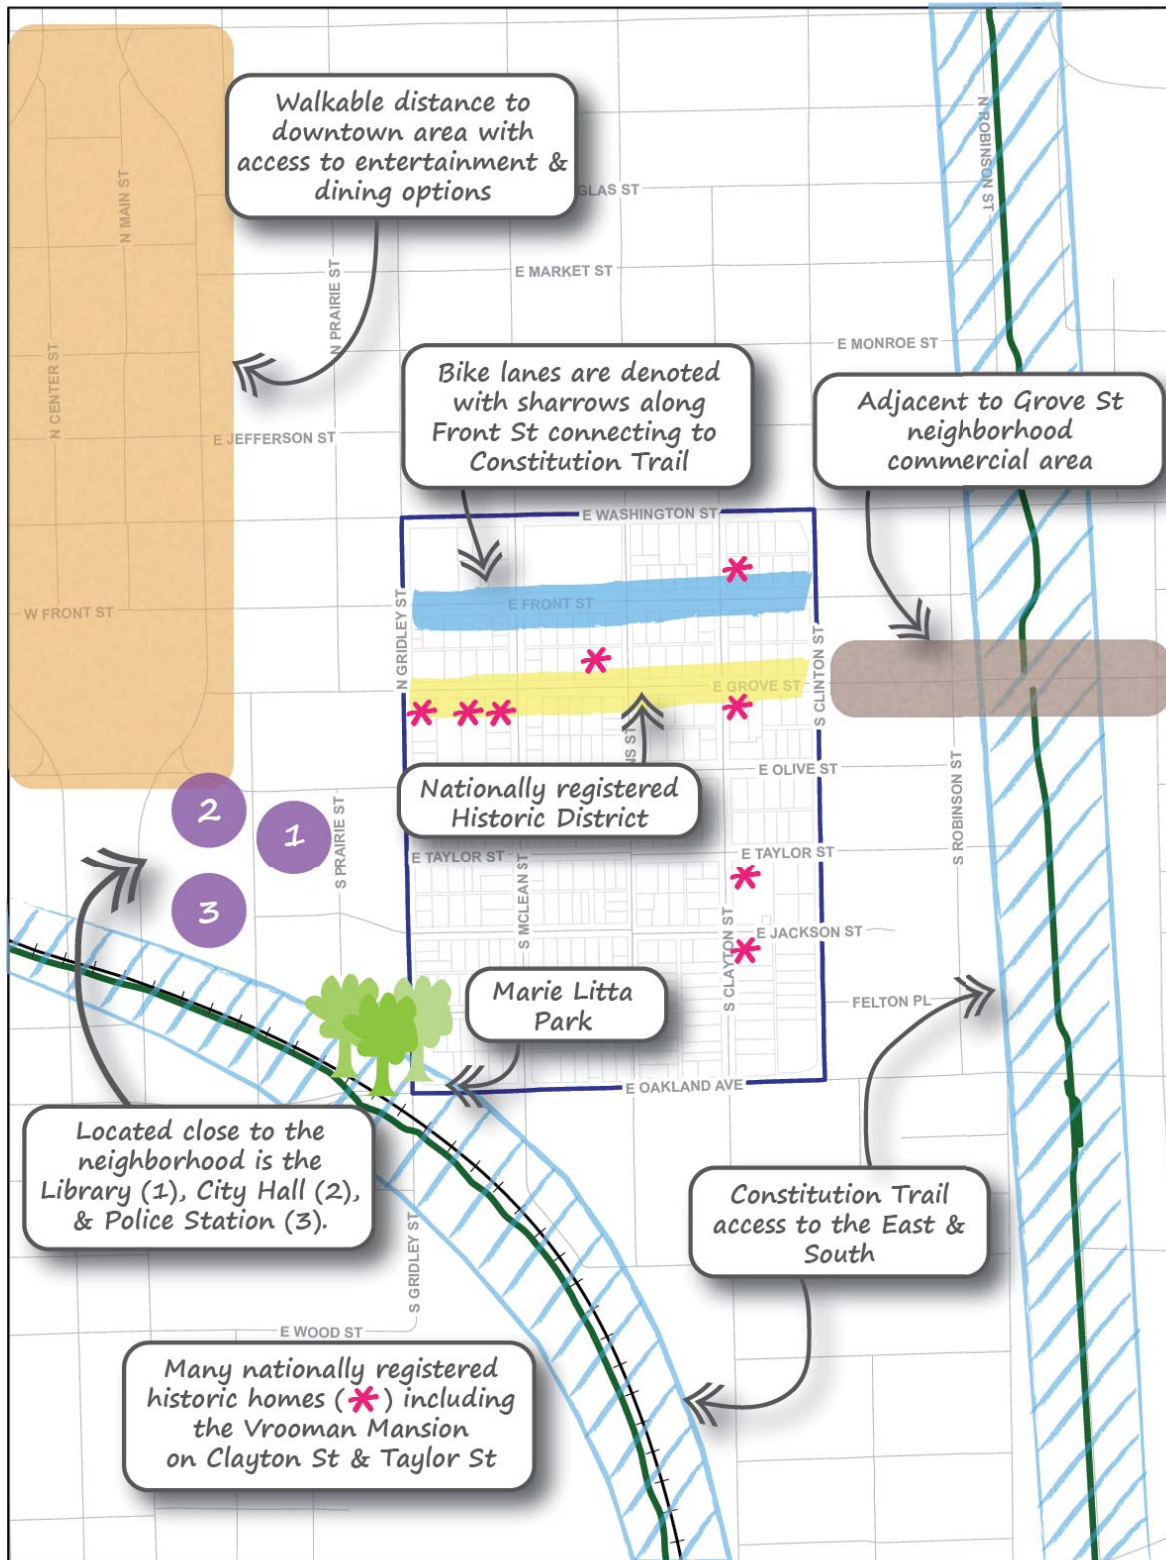 Walkable distance to
downtown area with
access to entertainment &
dining options
GLAS ST
N ROBINSON ST
N MAIN ST
E MARKET ST
N PRAIRIE ST
E MONROE ST
N CENTER ST
E JEFFERSON ST
Bike lanes are denoted
with sharrows along
Front St connecting to
Constitution Trail
Adjacent to Grove St
neighborhood
commercial area
E WASHINGTON ST
W FRONT ST
E FRONT ST
N GRIDLEY ST
S CLINTON ST
E GROVE ST
NS ST
E OLIVE ST
Nationally registered
Historic District
S ROBINSON ST
2
1
3
S PRAIRIE ST
E TAYLOR ST
E TAYLOR ST
S MCLEAN ST
S CLAYTON ST
E JACKSON ST
Marie Litta
Park
FELTON PL
E OAKLAND AVE
Located close to the
neighborhood is the
Library (1), City Hall (2),
& Police Station (3).
Constitution Trail
access to the East &
South
S GRIDLEY ST
E WOOD ST
Many nationally registered
historic homes (*) including
the Vrooman Mansion
on Clayton St & Taylor St